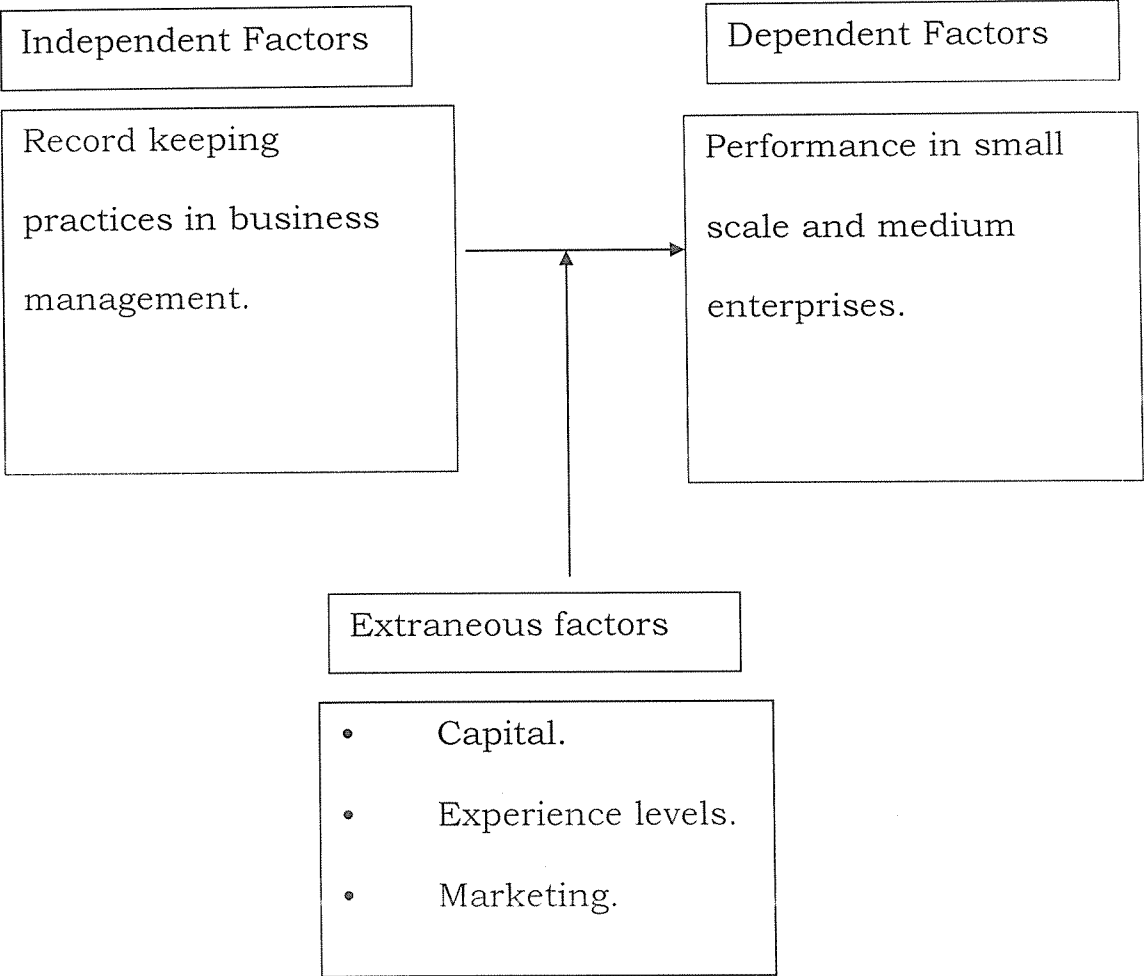 Independent Factors
Record keeping
practices in business
management.
Dependent Factors
Performance in small
scale and medium
enterprises.
Extraneous factors
• Capital.
• Experience levels.
• Marketing.